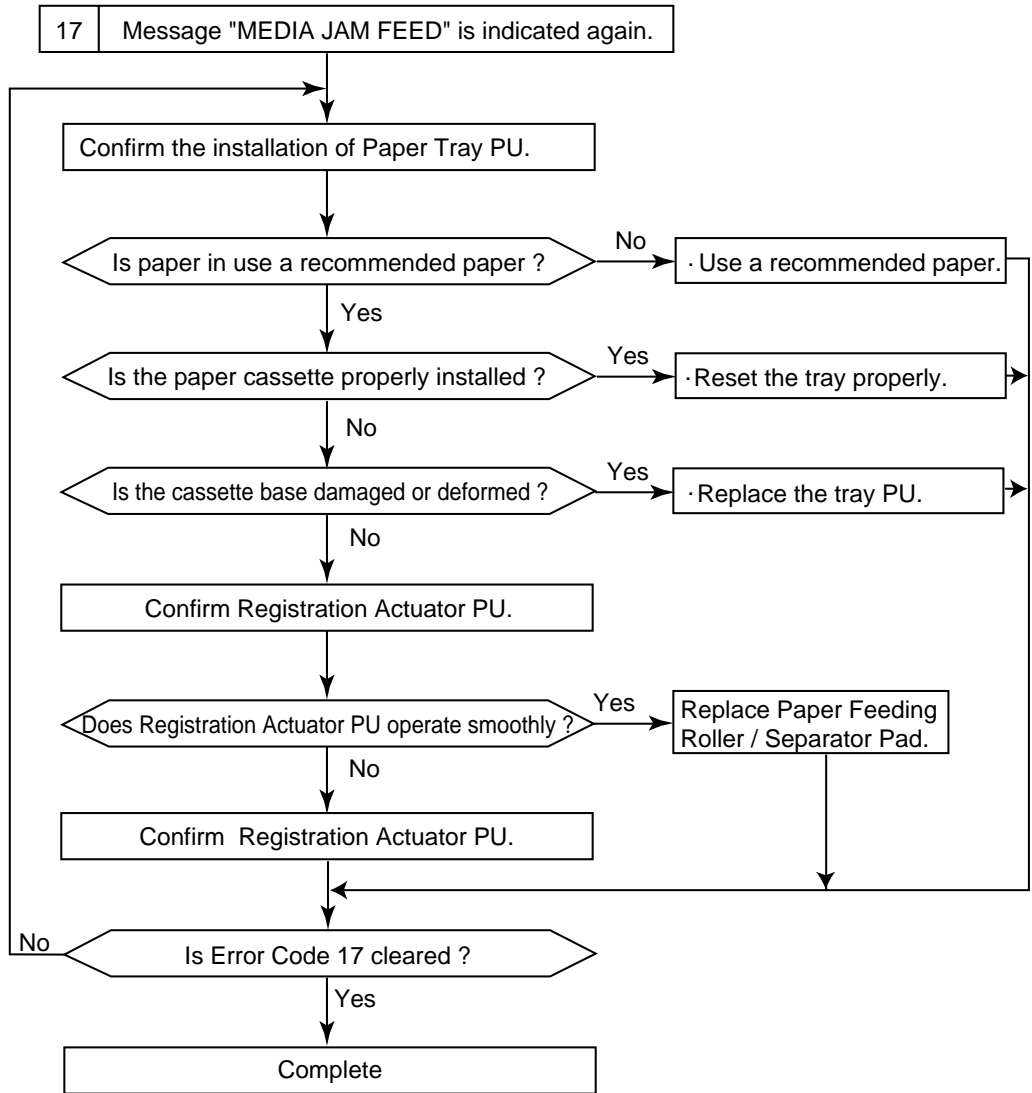 17 Message "MEDIA JAM FEED" is indicated again.
Confirm the installation of Paper Tray PU.
Is paper in use a recommended paper ?
No
· Use a recommended paper.
Yes
Is the paper cassette properly installed ?
Yes
· Reset the tray properly.
No
Is the cassette base damaged or deformed ?
Yes
· Replace the tray PU.
No
Confirm Registration Actuator PU.
Does Registration Actuator PU operate smoothly ?
Yes
Replace Paper Feeding
Roller / Separator Pad.
No
Confirm Registration Actuator PU.
No
Is Error Code 17 cleared ?
Yes
Complete